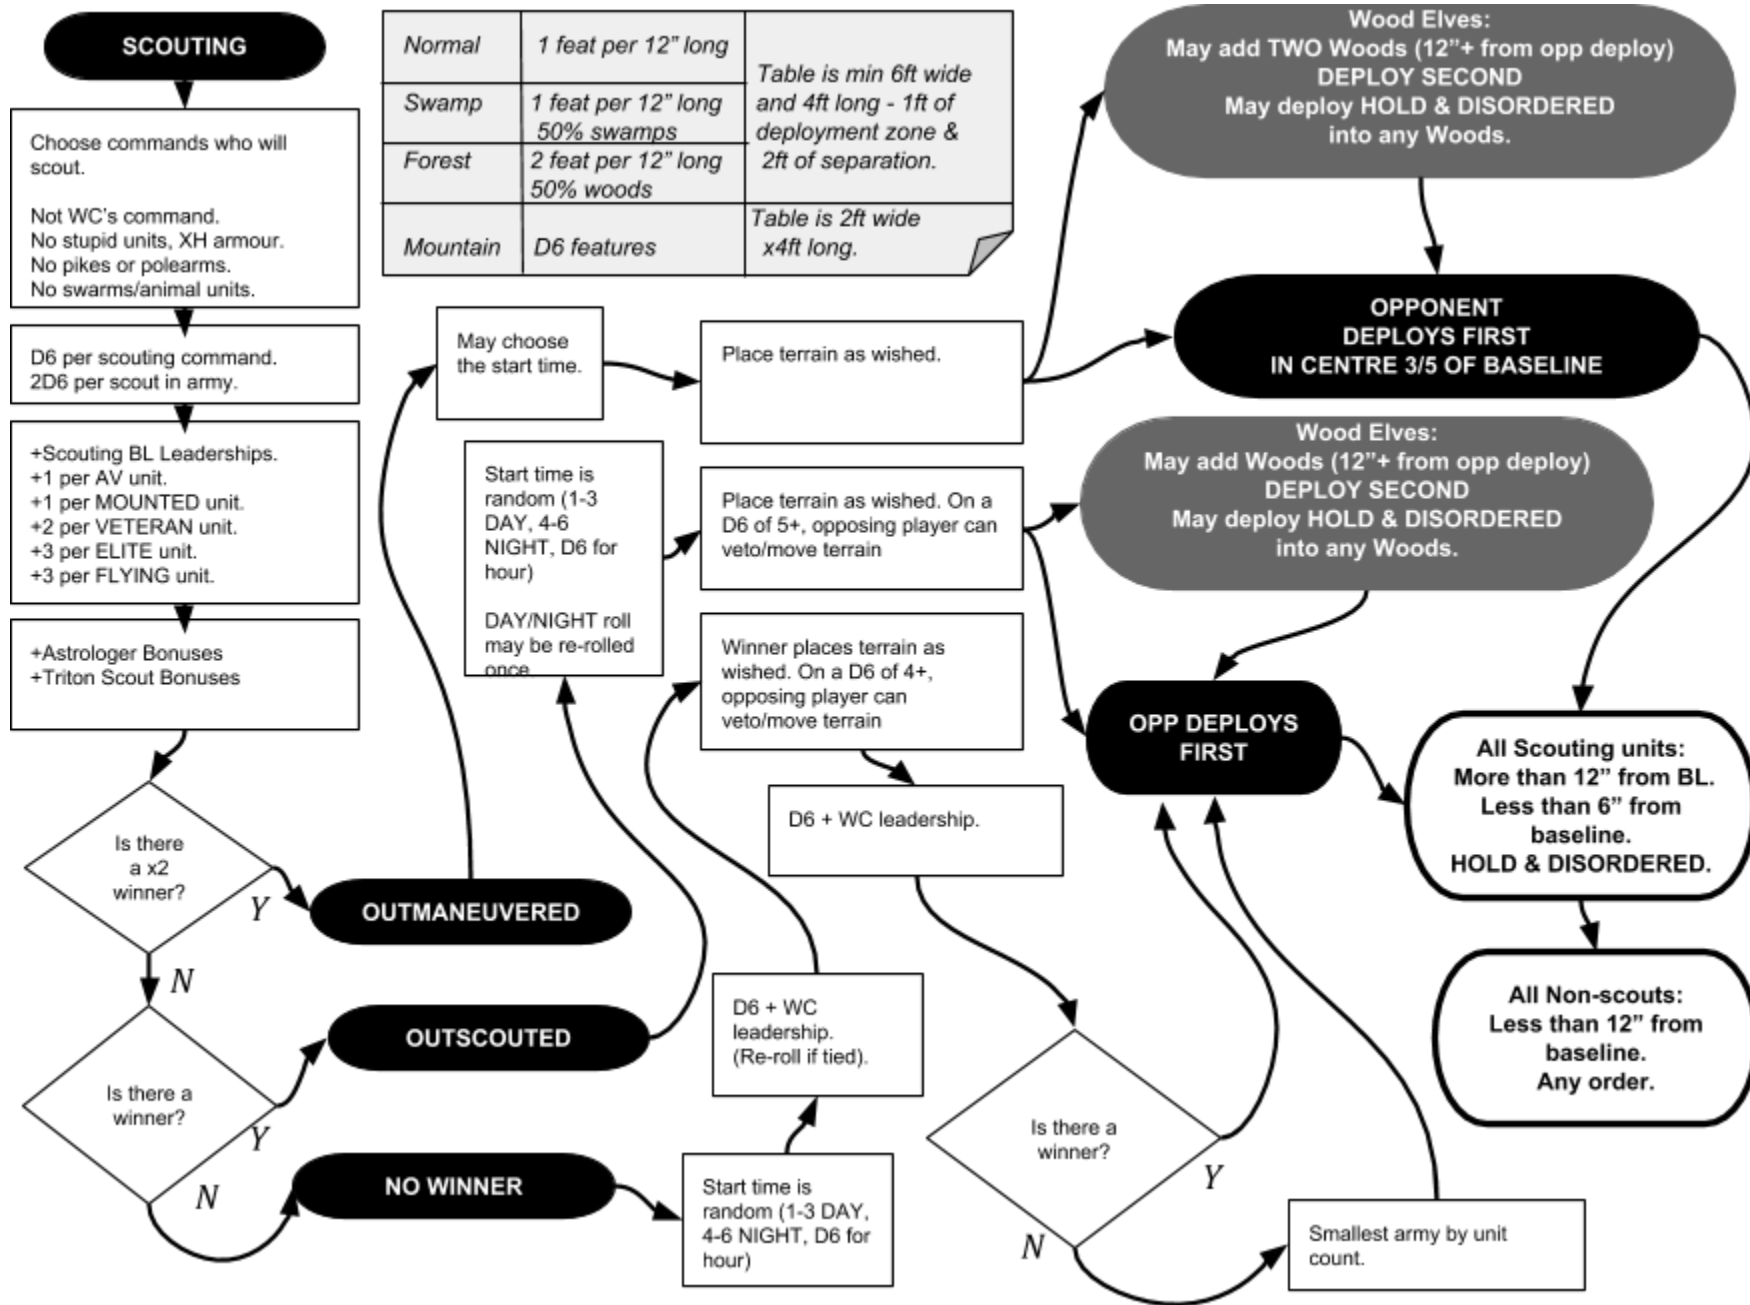 SCOUTING
Choose commands who will
scout.
Not WC's command.
No stupid units, XH armour.
No pikes or polearms.
No swarms/animal units.
D6 per scouting command.
2D6 per scout in army.
+Scouting BL Leaderships.
+1 per AV unit.
+1 per MOUNTED unit.
+2 per VETERAN unit.
+3 per ELITE unit.
+3 per FLYING unit.
+Astrologer Bonuses
+Triton Scout Bonuses
Is there
a x2
winner?
Y
N
Is there a
winner?
Y
N
OUTMANEUVERED
OUTSCOUTED
NO WINNER
Normal
1 feat per 12" long
Swamp
1 feat per 12" long
50% swamps
Forest
2 feat per 12" long
50% woods
Table is min 6ft wide
and 4ft long - 1ft of
deployment zone &
2ft of separation.
Mountain
D6 features
Table is 2ft wide
x4ft long.
May choose
the start time.
Place terrain as wished.
Start time is
random (1-3
DAY, 4-6
NIGHT, D6 for
hour)
DAY/NIGHT roll
may be re-rolled
once.
Place terrain as wished. On a
D6 of 5+, opposing player can
veto/move terrain
Winner places terrain as
wished. On a D6 of 4+,
opposing player can
veto/move terrain
D6 + WC leadership.
D6 + WC
leadership.
(Re-roll if tied).
Start time is
random (1-3 DAY,
4-6 NIGHT, D6 for
hour)
Is there a
winner?
Y
N
Smallest army by unit
count.
Wood Elves:
May add TWO Woods (12"+ from opp deploy)
DEPLOY SECOND
May deploy HOLD & DISORDERED
into any Woods.
OPPONENT
DEPLOYS FIRST
IN CENTRE 3/5 OF BASELINE
Wood Elves:
May add Woods (12"+ from opp deploy)
DEPLOY SECOND
May deploy HOLD & DISORDERED
into any Woods.
OPP DEPLOYS
FIRST
All Scouting units:
More than 12" from BL.
Less than 6" from
baseline.
HOLD & DISORDERED.
All Non-scouts:
Less than 12" from
baseline.
Any order.